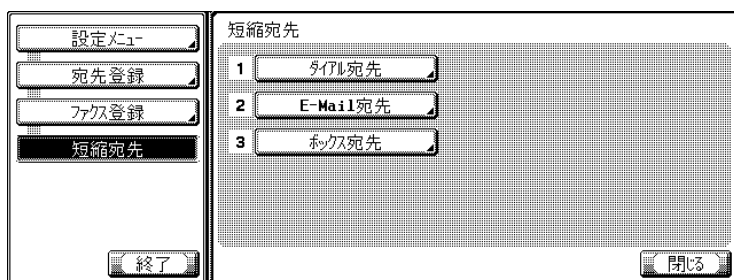 設定ﾒﾆｭｰ
宛先登録
ﾌｧｸｽ登録
短縮宛先
終了
短縮宛先
1 ﾀﾞｲｱﾙ宛先
2 E-Mail宛先
3 ﾎﾞｯｸｽ宛先
閉じる